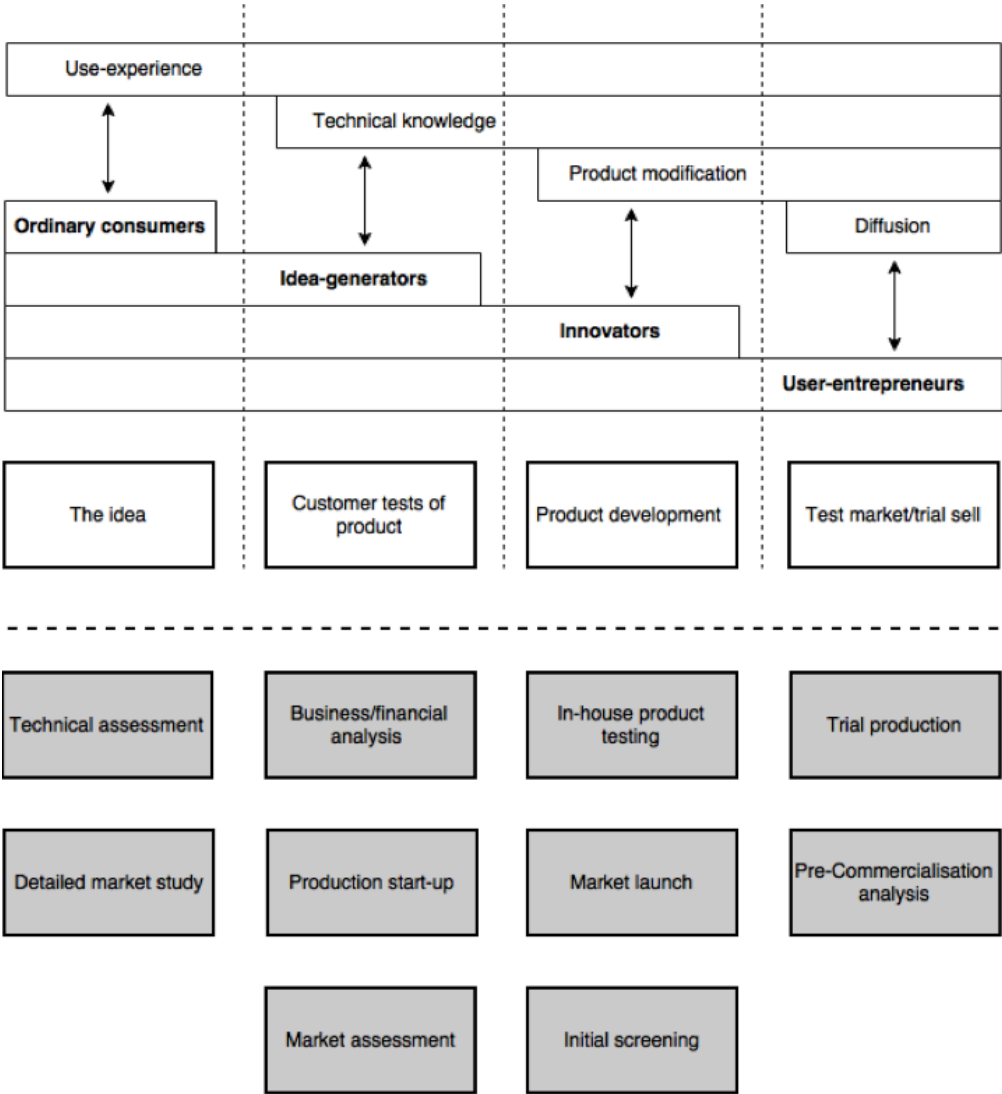 Use-experience
Technical knowledge
Product modification
Ordinary consumers
Diffusion
Idea-generators
Innovators
User-entrepreneurs
The idea
Customer tests of
product
Product development
Test market/trial sell
Technical assessment
Business/financial
analysis
In-house product
testing
Trial production
Detailed market study
Production start-up
Market launch
Pre-Commercialisation
analysis
Market assessment
Initial screening